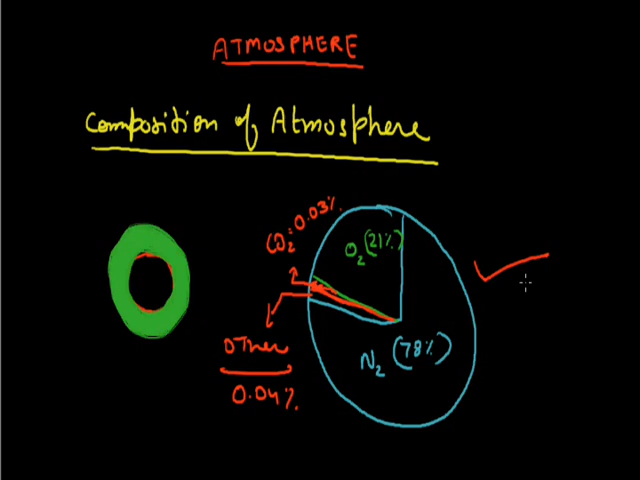 ATMOSPHERE
Composition of Atmosphere
CO₂=0.03%
O₂(21%)
Other
0.04%
N₂ (78%)